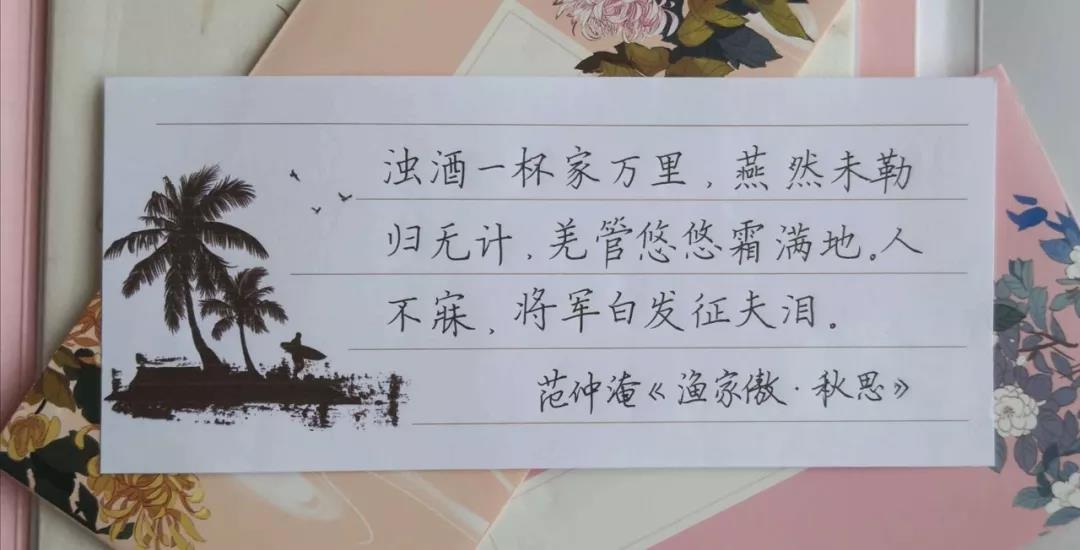 浊酒一杯家万里，燕然未勒
归无计，羌管悠悠霜满地。人
不寐，将军白发征夫泪。
范仲淹《渔家傲·秋思》